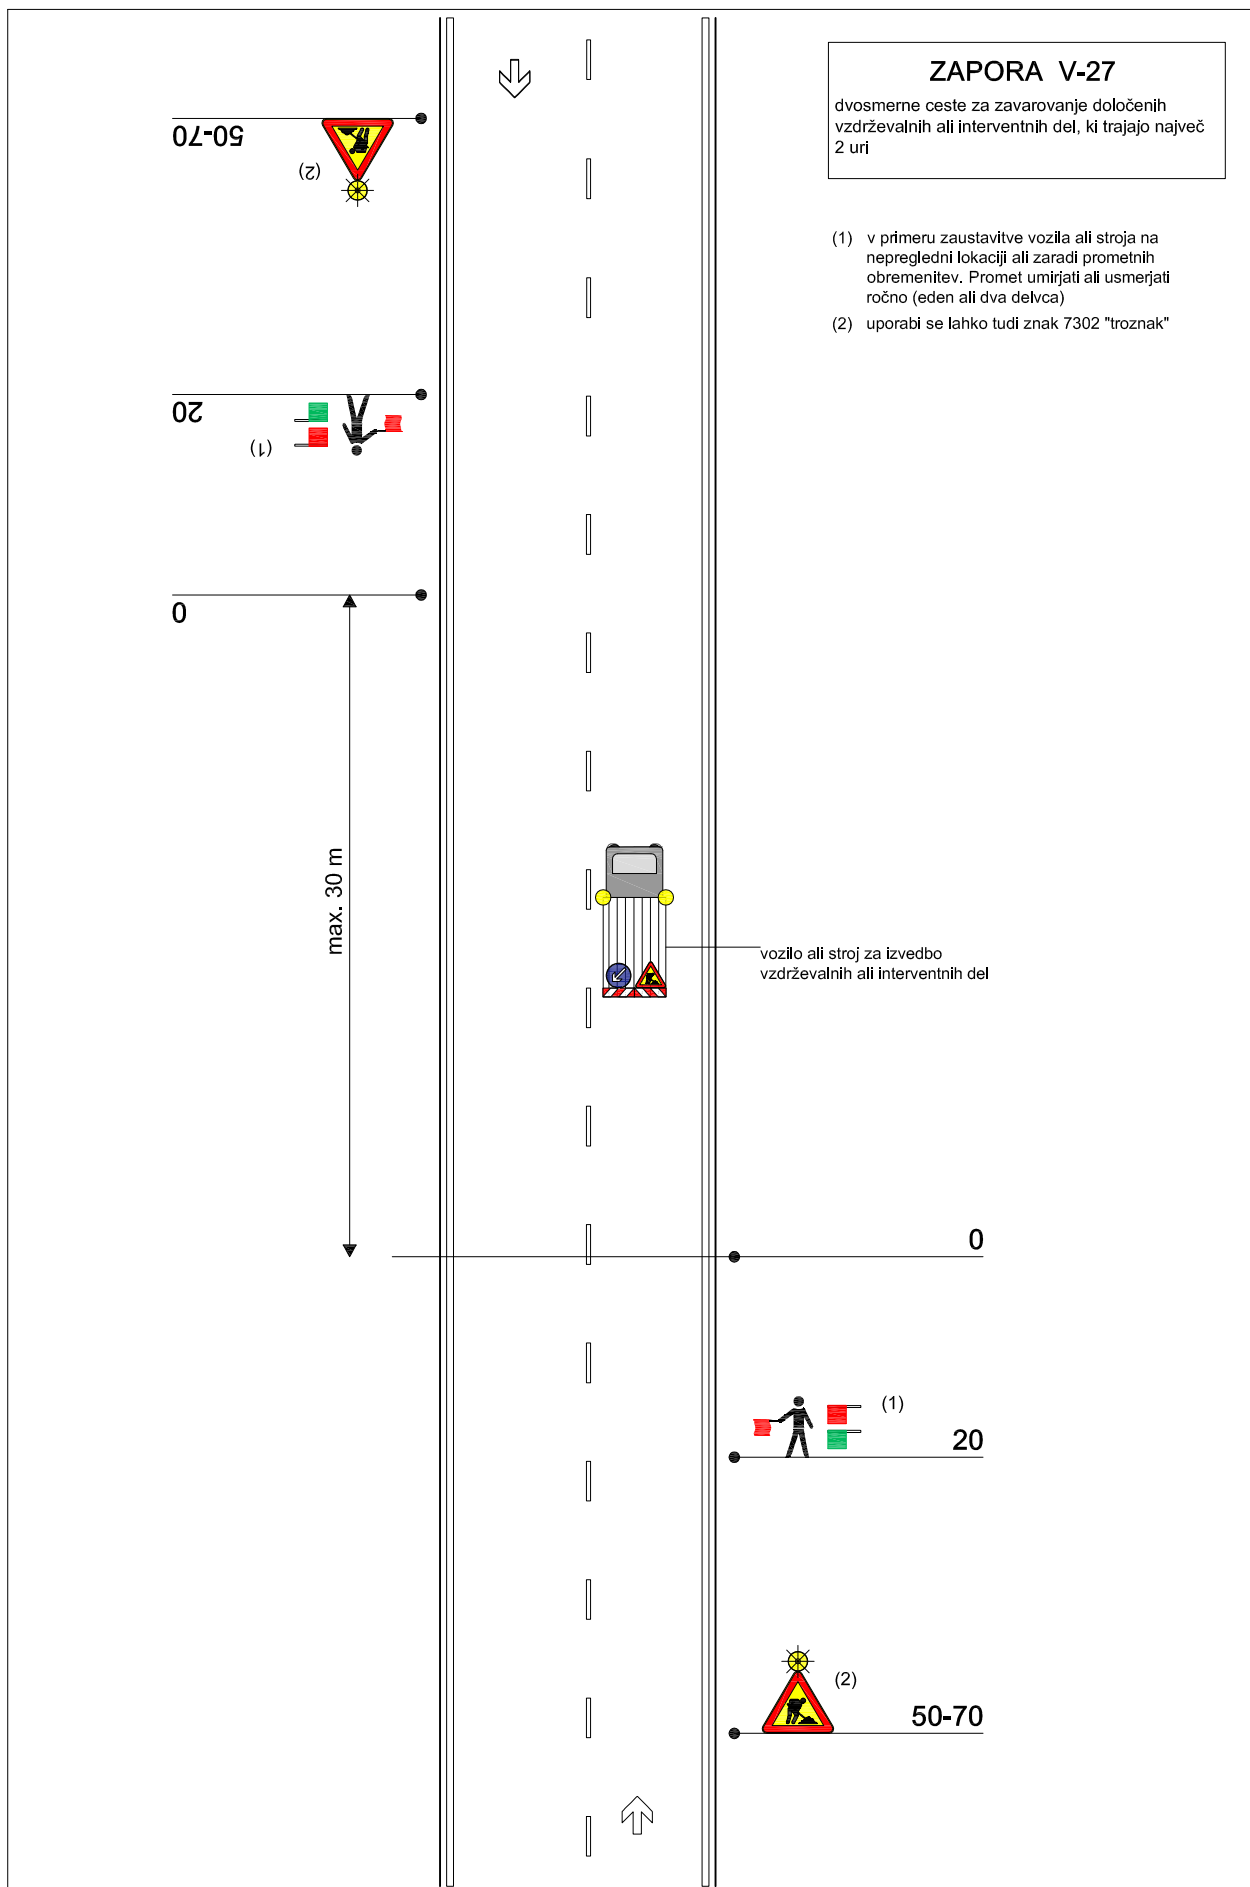 ZAPORA V-27
dvosmerne ceste za zavarovanje določenih
vzdrževalnih ali interventnih del, ki trajajo največ
2 uri
(1) v primeru zaustavitve vozila ali stroja na
nepregledni lokaciji ali zaradi prometnih
obremenitev. Promet umirjati ali usmerjati
ročno (eden ali dva delvca)
(2) uporabi se lahko tudi znak 7302 "troznak"
50-70
(2)
20
(1)
0
max. 30 m
vozilo ali stroj za izvedbo
vzdrževalnih ali interventnih del
0
(1)
20
(2)
50-70